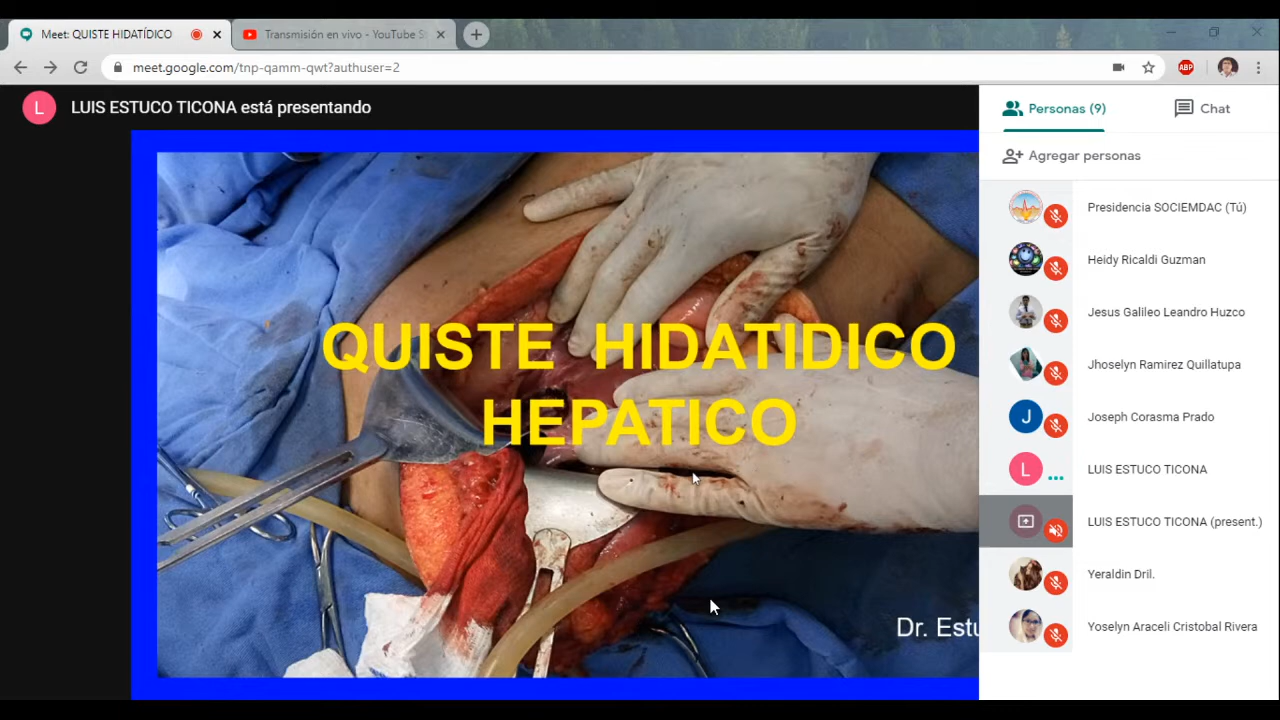 Meet: QUISTE HIDATÍDICO
Transmisión en vivo - YouTube S
meet.google.com/tnp-qamm-qwt?authuser=2
ABP
L
LUIS ESTUCO TICONA está presentando
Personas (9)
Chat
Agregar personas
Presidencia SOCIEMDAC (Tú)
Heidy Ricaldi Guzman
Jesus Galileo Leandro Huzco
Jhoselyn Ramirez Quillatupa
J
Joseph Corasma Prado
L
LUIS ESTUCO TICONA
LUIS ESTUCO TICONA (present.)
Yeraldin Dril.
Yoselyn Araceli Cristobal Rivera
QUISTE HIDATIDICO
HEPATICO
Dr. Estu